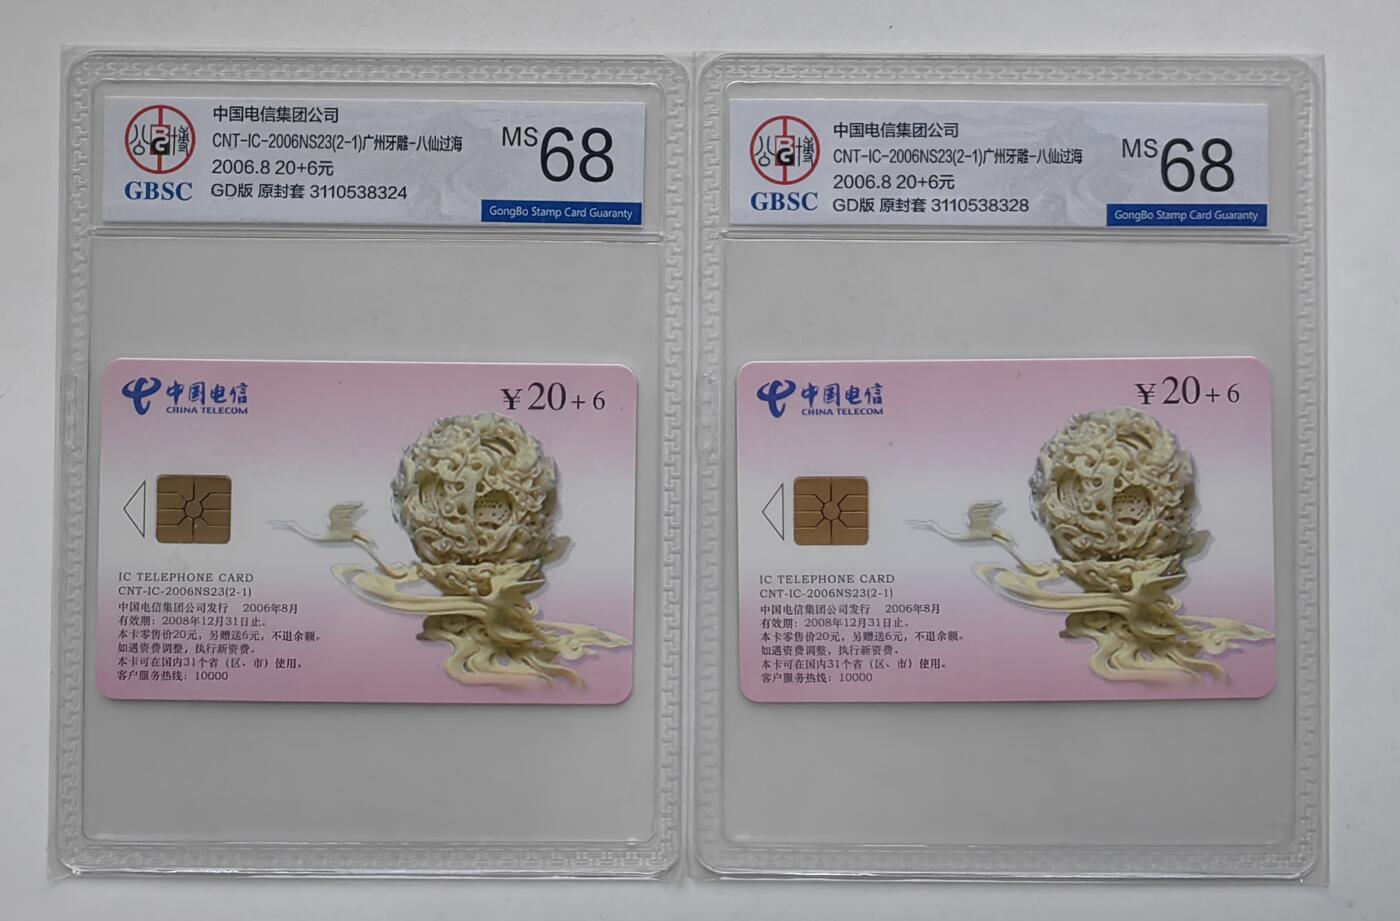 中国电信集团公司
CNT-IC-2006NS23(2-1)广州牙雕-八仙过海
2006.8 20+6元
GD版 原封套 3110538324
MS 68
公博
BG
GBSC
GongBo Stamp Card Guaranty
中国电信
CHINA TELECOM
¥20+6
IC TELEPHONE CARD
CNT-IC-2006NS23(2-1)
中国电信集团公司发行 2006年8月
有效期：2008年12月31日止。
本卡零售价20元，另赠送6元，不退余额。
如遇资费调整，执行新资费。
本卡可在国内31个省（区、市）使用。
客户服务热线：10000
中国电信集团公司
CNT-IC-2006NS23(2-1)广州牙雕-八仙过海
2006.8 20+6元
GD版 原封套 3110538328
MS 68
公博
BG
GBSC
GongBo Stamp Card Guaranty
中国电信
CHINA TELECOM
¥20+6
IC TELEPHONE CARD
CNT-IC-2006NS23(2-1)
中国电信集团公司发行 2006年8月
有效期：2008年12月31日止。
本卡零售价20元，另赠送6元，不退余额。
如遇资费调整，执行新资费。
本卡可在国内31个省（区、市）使用。
客户服务热线：10000